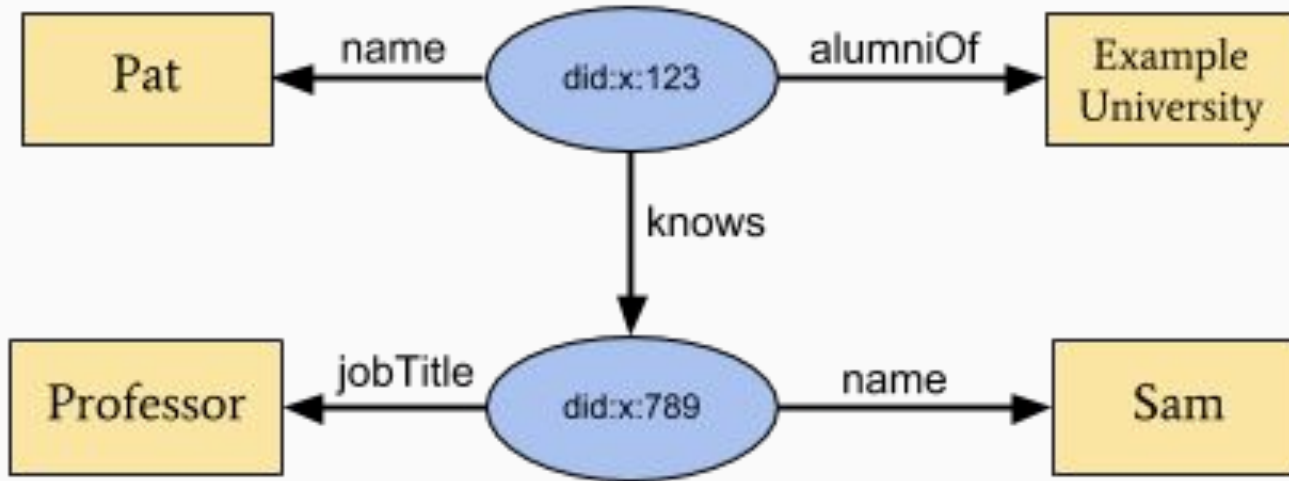 Pat
name
did:x:123
alumniOf
Example
University
knows
Professor
jobTitle
did:x:789
name
Sam